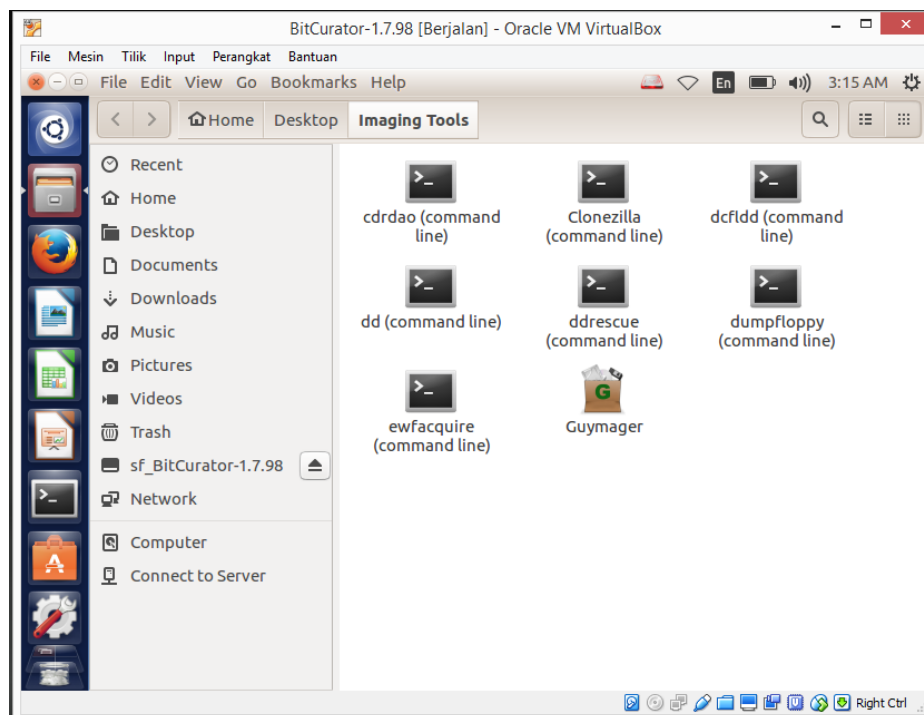 BitCurator-1.7.98 [Berjalan] - Oracle VM VirtualBox
File Mesin Tilik Input Perangkat Bantuan
File Edit View Go Bookmarks Help
En
3:15 AM
Home Desktop Imaging Tools
Recent
Home
Desktop
Documents
Downloads
Music
Pictures
Videos
Trash
sf_BitCurator-1.7.98
Network
Computer
Connect to Server
cdrdao (command
line)
Clonezilla
(command line)
dcfldd (command
line)
dd (command line)
ddrescue
(command line)
dumpfloppy
(command line)
ewfacquire
(command line)
G
Guymager
Right Ctrl